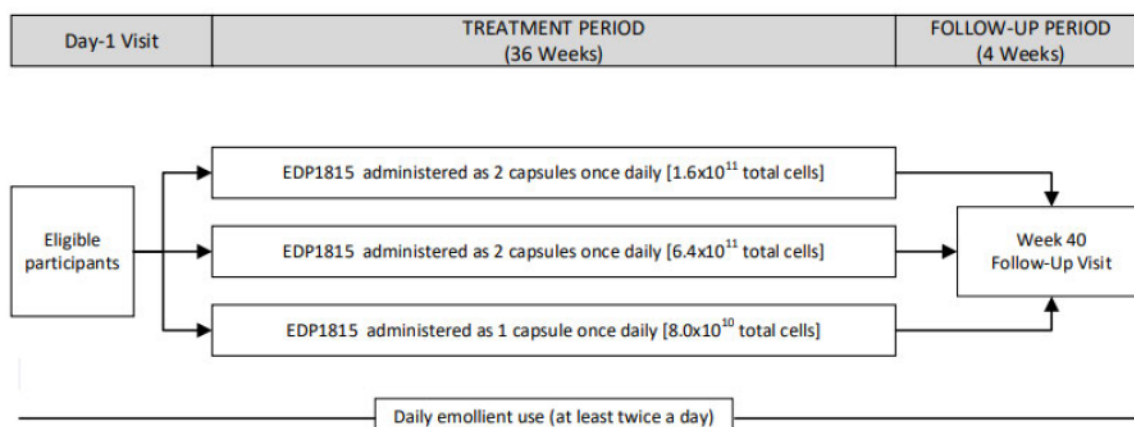 Day-1 Visit
TREATMENT PERIOD
(36 Weeks)
FOLLOW-UP PERIOD
(4 Weeks)
EDP1815 administered as 2 capsules once daily [1.6x10¹¹ total cells]
Eligible
participants
EDP1815 administered as 2 capsules once daily [6.4x10¹¹ total cells]
Week 40
Follow-Up Visit
EDP1815 administered as 1 capsule once daily [8.0x10¹⁰ total cells]
Daily emollient use (at least twice a day)